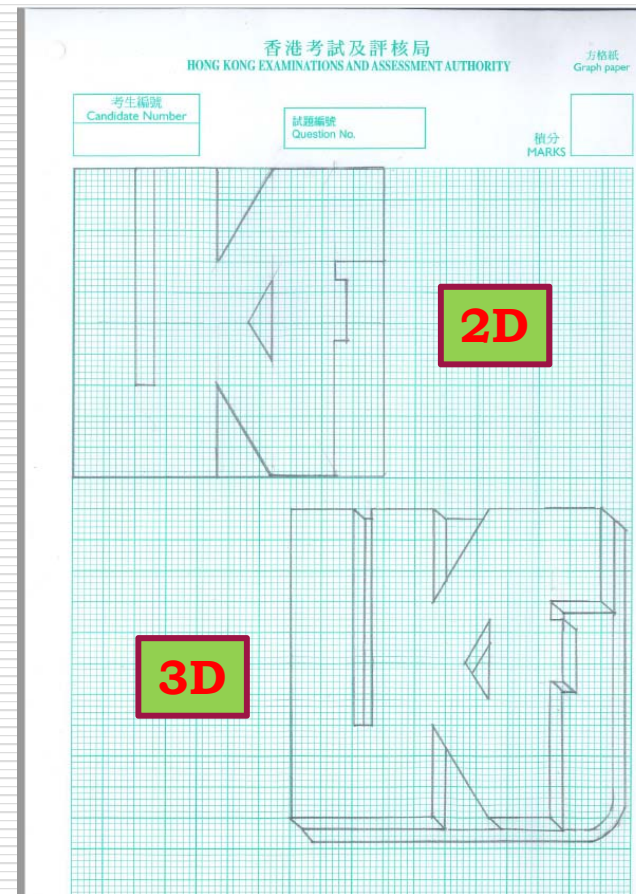 香港考試及評核局
HONG KONG EXAMINATIONS AND ASSESSMENT AUTHORITY
方格紙
Graph paper
考生編號
Candidate Number
試題編號
Question No.
積分
MARKS
2D
3D